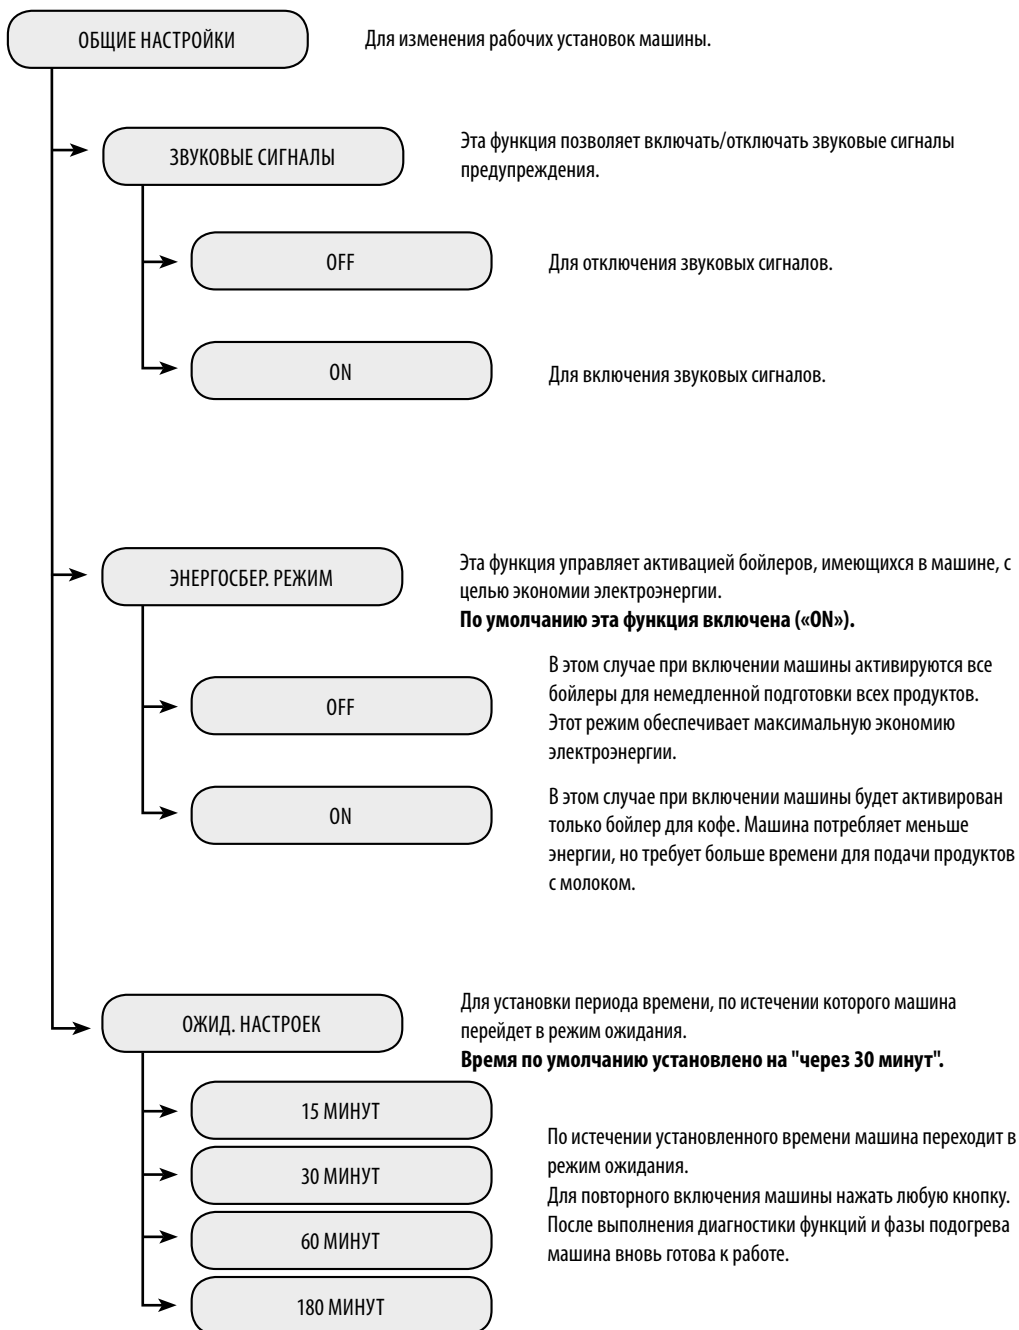 ОБЩИЕ НАСТРОЙКИ
Для изменения рабочих установок машины.
ЗВУКОВЫЕ СИГНАЛЫ
Эта функция позволяет включать/отключать звуковые сигналы
предупреждения.
OFF
Для отключения звуковых сигналов.
ON
Для включения звуковых сигналов.
ЭНЕРГОСБЕР. РЕЖИМ
Эта функция управляет активацией бойлеров, имеющихся в машине, с
целью экономии электроэнергии.
По умолчанию эта функция включена («ON»).
OFF
В этом случае при включении машины активируются все
бойлеры для немедленной подготовки всех продуктов.
Этот режим обеспечивает максимальную экономию
электроэнергии.
ON
В этом случае при включении машины будет активирован
только бойлер для кофе. Машина потребляет меньше
энергии, но требует больше времени для подачи продуктов
с молоком.
ОЖИД. НАСТРОЕК
Для установки периода времени, по истечении которого машина
перейдет в режим ожидания.
Время по умолчанию установлено на "через 30 минут".
15 МИНУТ
30 МИНУТ
60 МИНУТ
180 МИНУТ
По истечении установленного времени машина переходит в
режим ожидания.
Для повторного включения машины нажать любую кнопку.
После выполнения диагностики функций и фазы подогрева
машина вновь готова к работе.